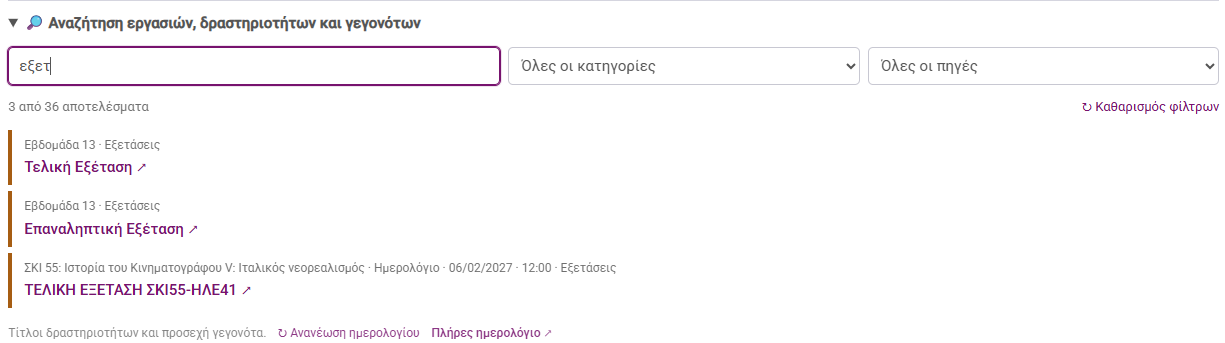 ▼ 🔎 Αναζήτηση εργασιών, δραστηριοτήτων και γεγονότων
εξετ
Όλες οι κατηγορίες
Όλες οι πηγές
3 από 36 αποτελέσματα
↻ Καθαρισμός φίλτρων
Εβδομάδα 13 · Εξετάσεις
Τελική Εξέταση ↗
Εβδομάδα 13 · Εξετάσεις
Επαναληπτική Εξέταση ↗
ΣΚΙ 55: Ιστορία του Κινηματογράφου V: Ιταλικός νεορεαλισμός · Ημερολόγιο · 06/02/2027 · 12:00 · Εξετάσεις
ΤΕΛΙΚΗ ΕΞΕΤΑΣΗ ΣΚΙ55-ΗΛΕ41 ↗
Τίτλοι δραστηριοτήτων και προσεχή γεγονότα. ↻ Ανανέωση ημερολογίου Πλήρες ημερολόγιο ↗